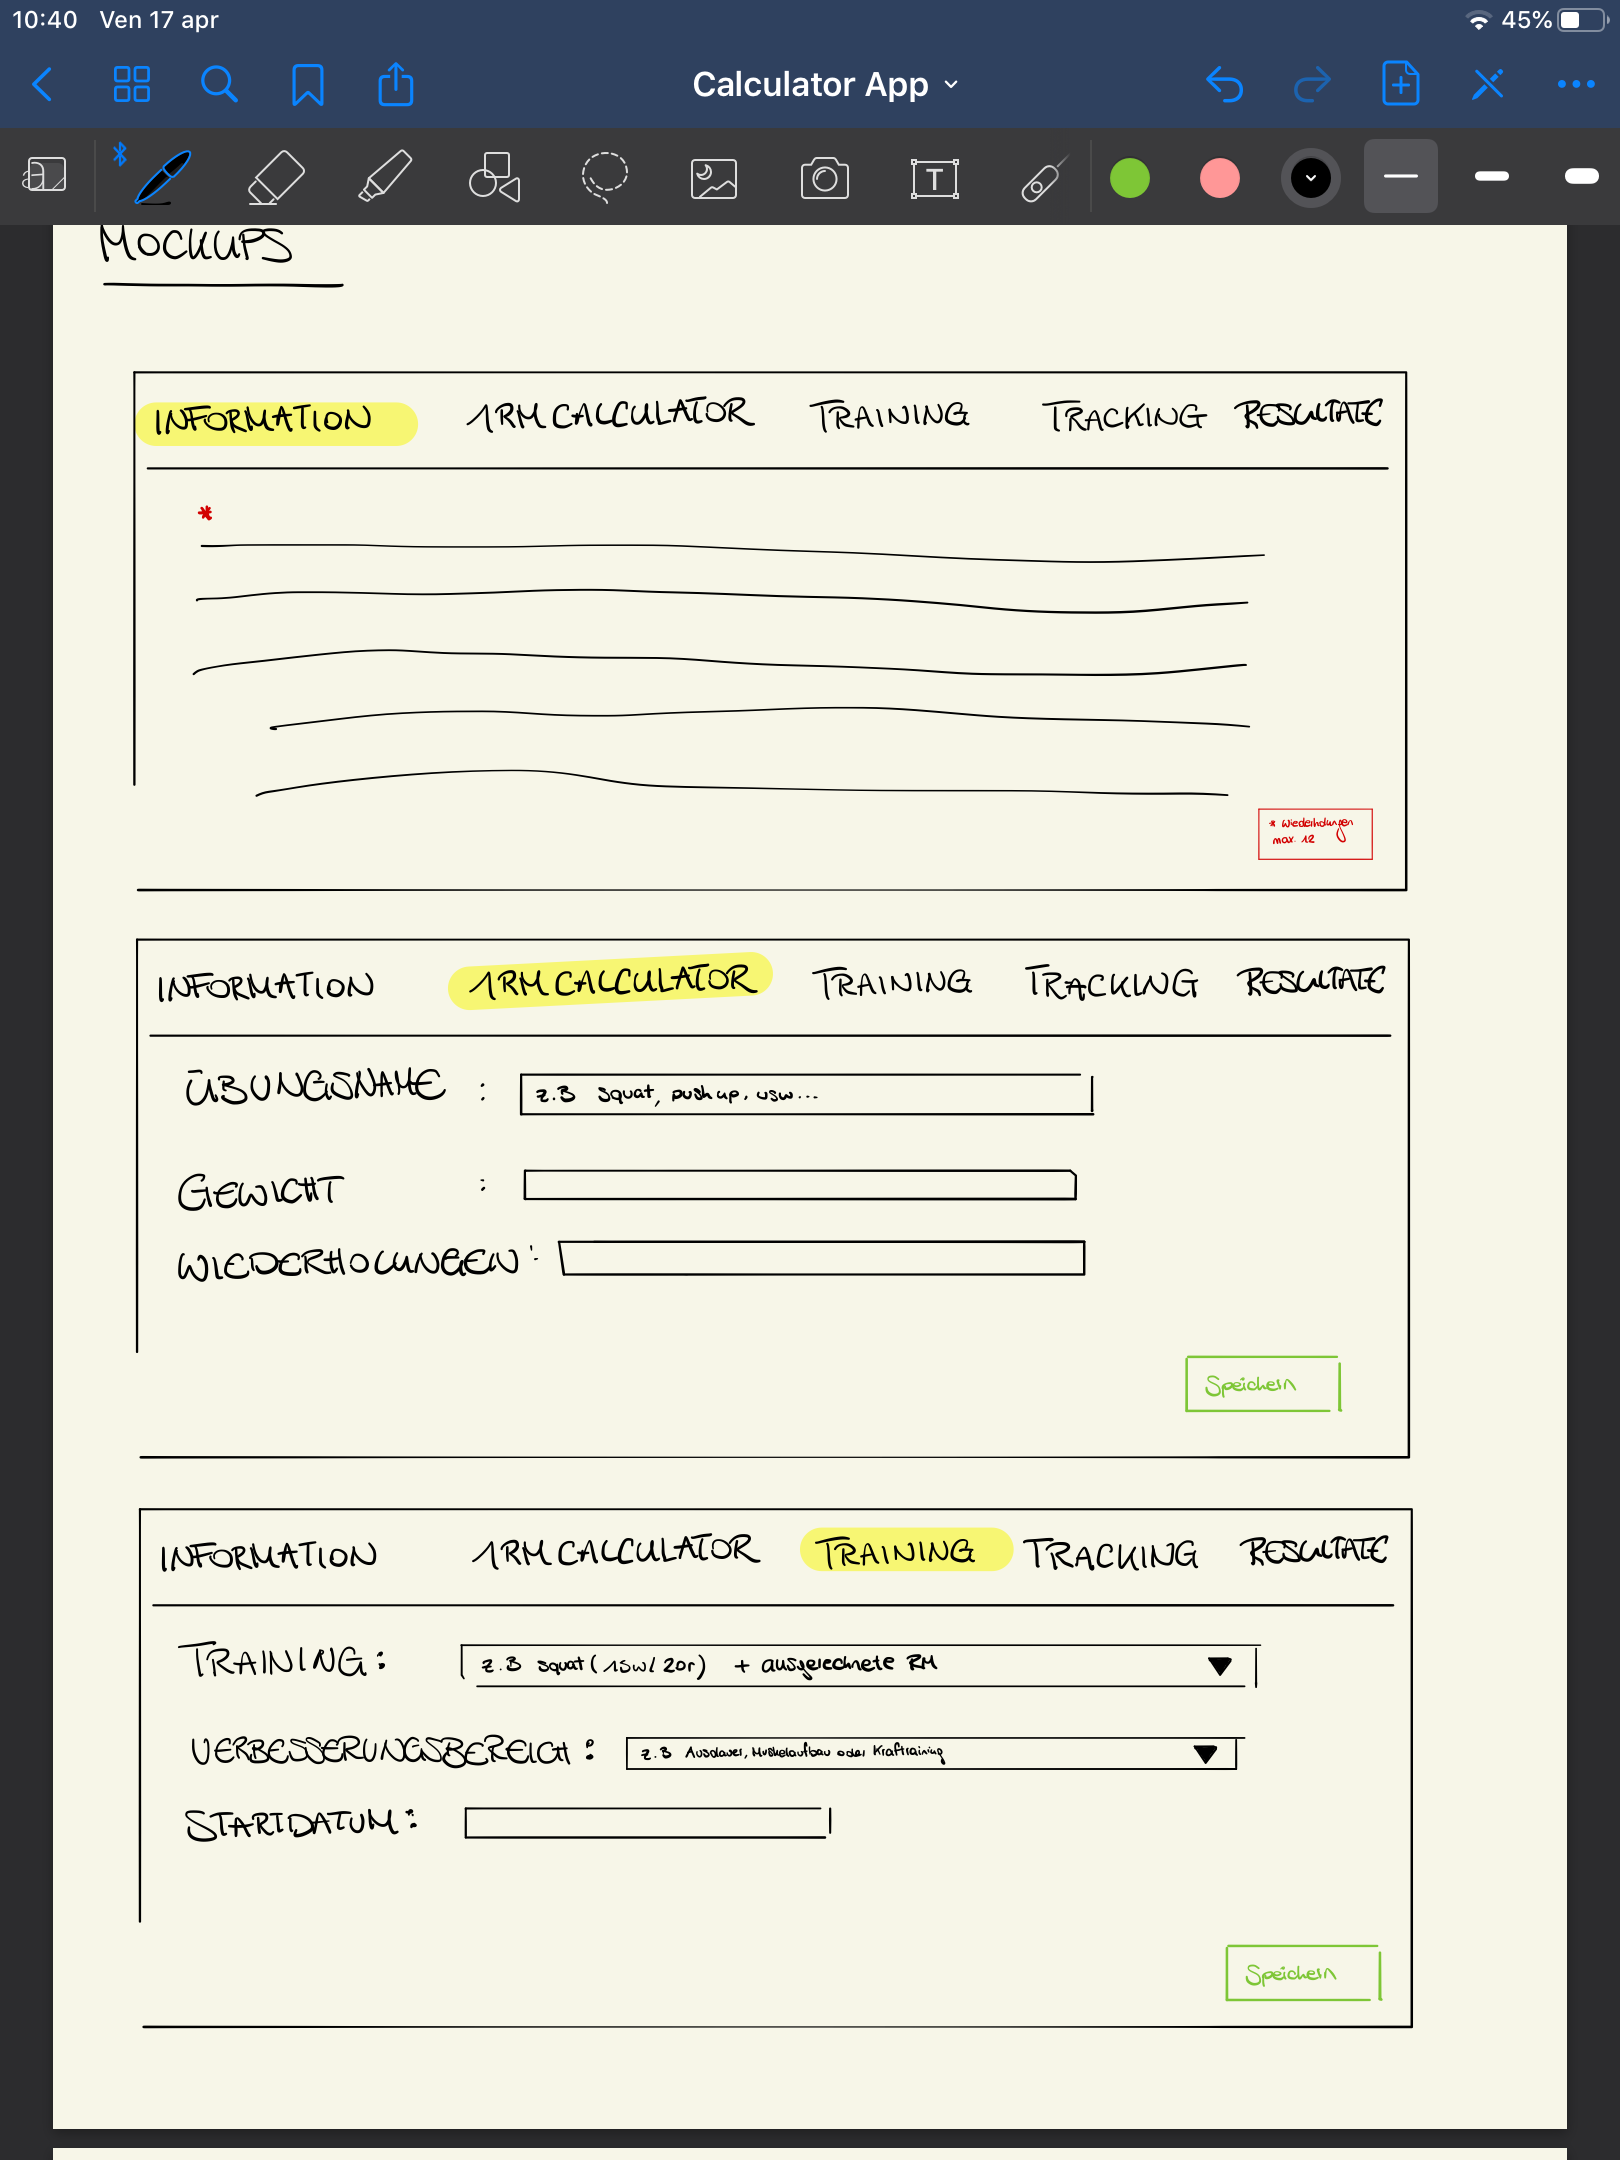 10:40 Ven 17 apr 45%
Calculator App
T
MOCKUPS
INFORMATION 1RM CALCULATOR TRAINING TRACKING RESULTATE
*
* Wiederholungen
max. 12
INFORMATION 1RM CALCULATOR TRAINING TRACKING RESULTATE
ÜBUNGSNAME : z.B squat, push up, usw...
GEWICHT :
WIEDERHOLUNGEN :
Speichern
INFORMATION 1RM CALCULATOR TRAINING TRACKING RESULTATE
TRAINING: z.B squat (15w/20r) + ausgerechnete RM
VERBESSERUNGSBEREICH: z.B Ausdauer, Muskelaufbau oder Kraftraining
STARTDATUM:
Speichern